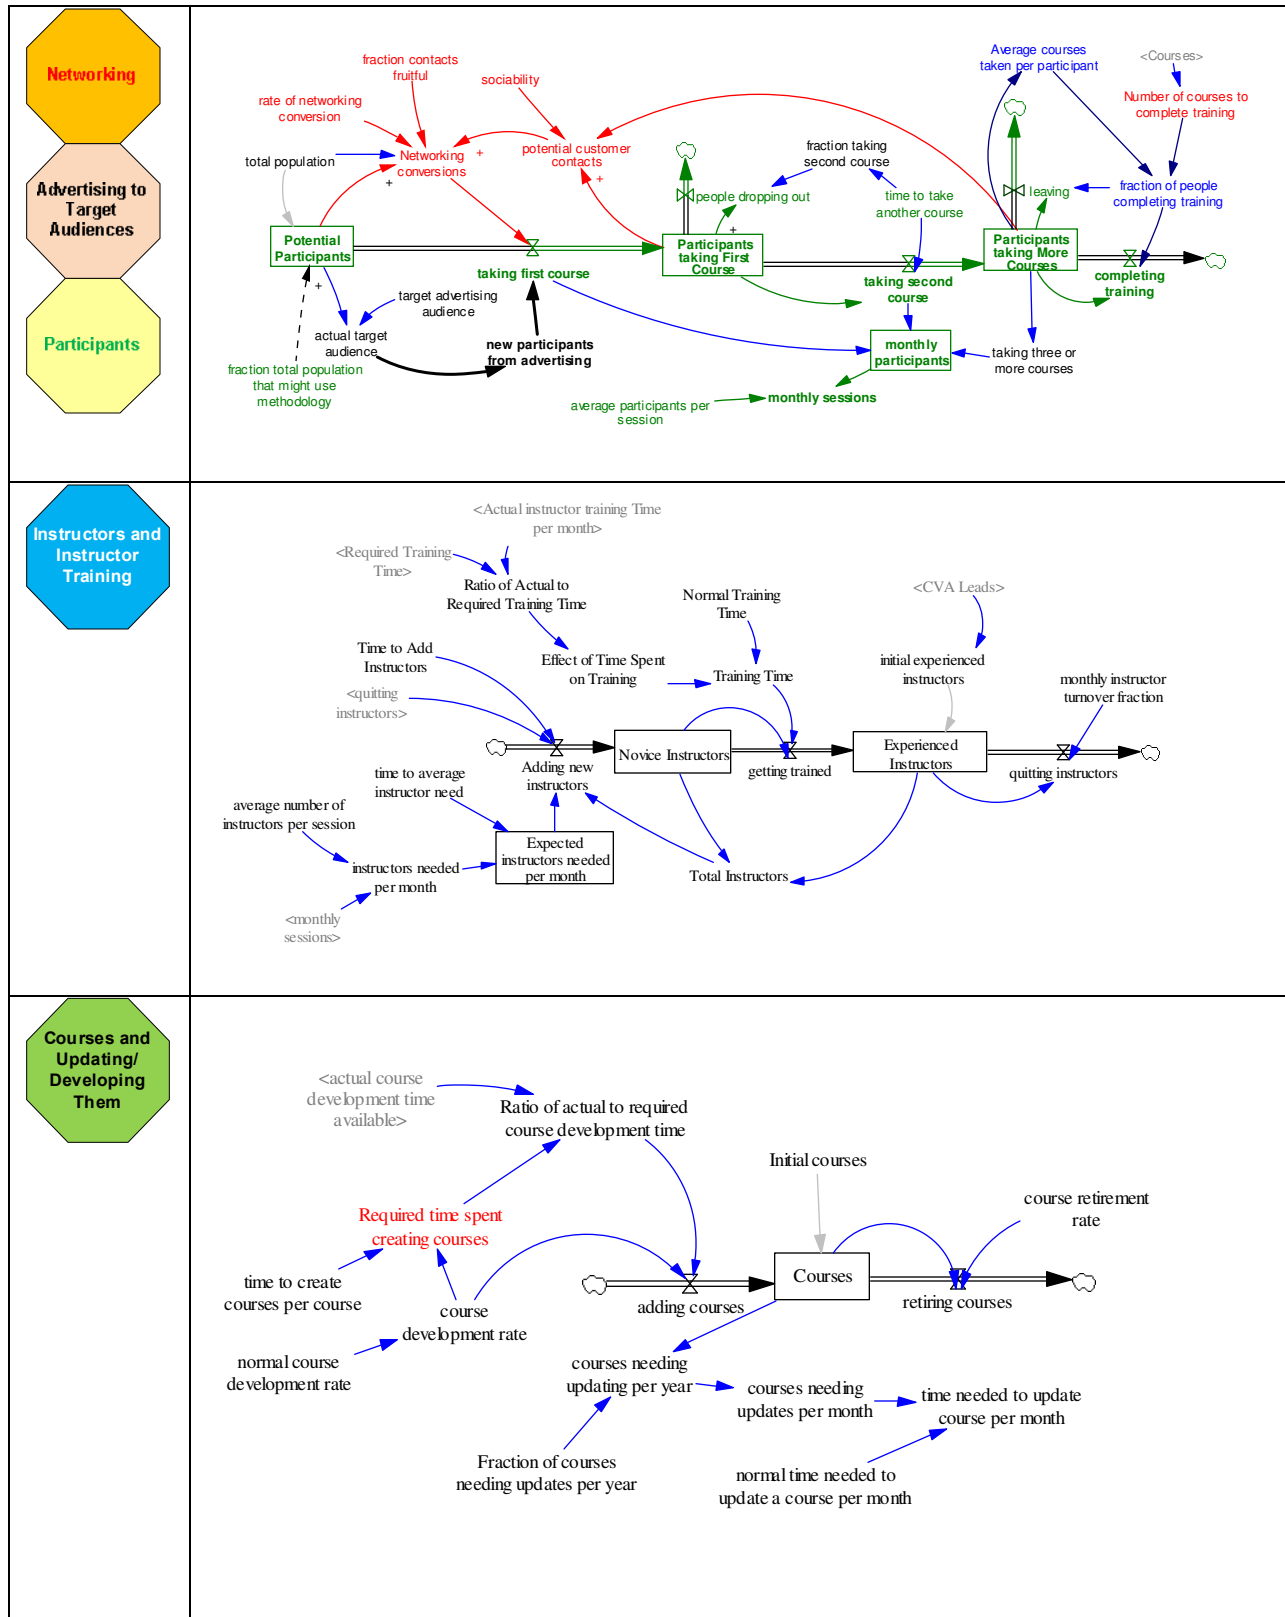 Networking
Advertising to
Target
Audiences
Participants
fraction contacts
fruitful
sociability
rate of networking
conversion
total population
Networking
conversions
+
+
potential customer
contacts
+
Average courses
taken per participant
<Courses>
Number of courses to
complete training
fraction taking
second course
people dropping out
+
time to take
another course
leaving
fraction of people
completing training
Potential
Participants
+
taking first course
Participants
taking First
Course
taking second
course
Participants
taking More
Courses
completing
training
target advertising
audience
actual target
audience
new participants
from advertising
monthly
participants
taking three or
more courses
fraction total population
that might use
methodology
average participants per
session
monthly sessions
Instructors and
Instructor
Training
<Actual instructor training Time
per month>
<Required Training
Time>
Ratio of Actual to
Required Training Time
Normal Training
Time
<CVA Leads>
Time to Add
Instructors
Effect of Time Spent
on Training
Training Time
initial experienced
instructors
<quitting
instructors>
monthly instructor
turnover fraction
Adding new
instructors
Novice Instructors
getting trained
Experienced
Instructors
quitting instructors
time to average
instructor need
average number of
instructors per session
Expected
instructors needed
per month
instructors needed
per month
Total Instructors
<monthly
sessions>
Courses and
Updating/
Developing
Them
<actual course
development time
available>
Ratio of actual to required
course development time
Initial courses
course retirement
rate
Required time spent
creating courses
time to create
courses per course
course
development rate
adding courses
Courses
retiring courses
normal course
development rate
courses needing
updating per year
courses needing
updates per month
time needed to update
course per month
Fraction of courses
needing updates per year
normal time needed to
update a course per month